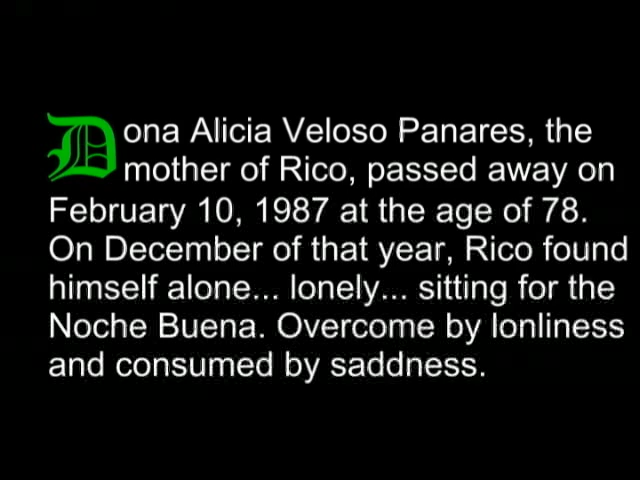 Dona Alicia Veloso Panares, the
mother of Rico, passed away on
February 10, 1987 at the age of 78.
On December of that year, Rico found
himself alone... lonely... sitting for the
Noche Buena. Overcome by lonliness
and consumed by saddness.